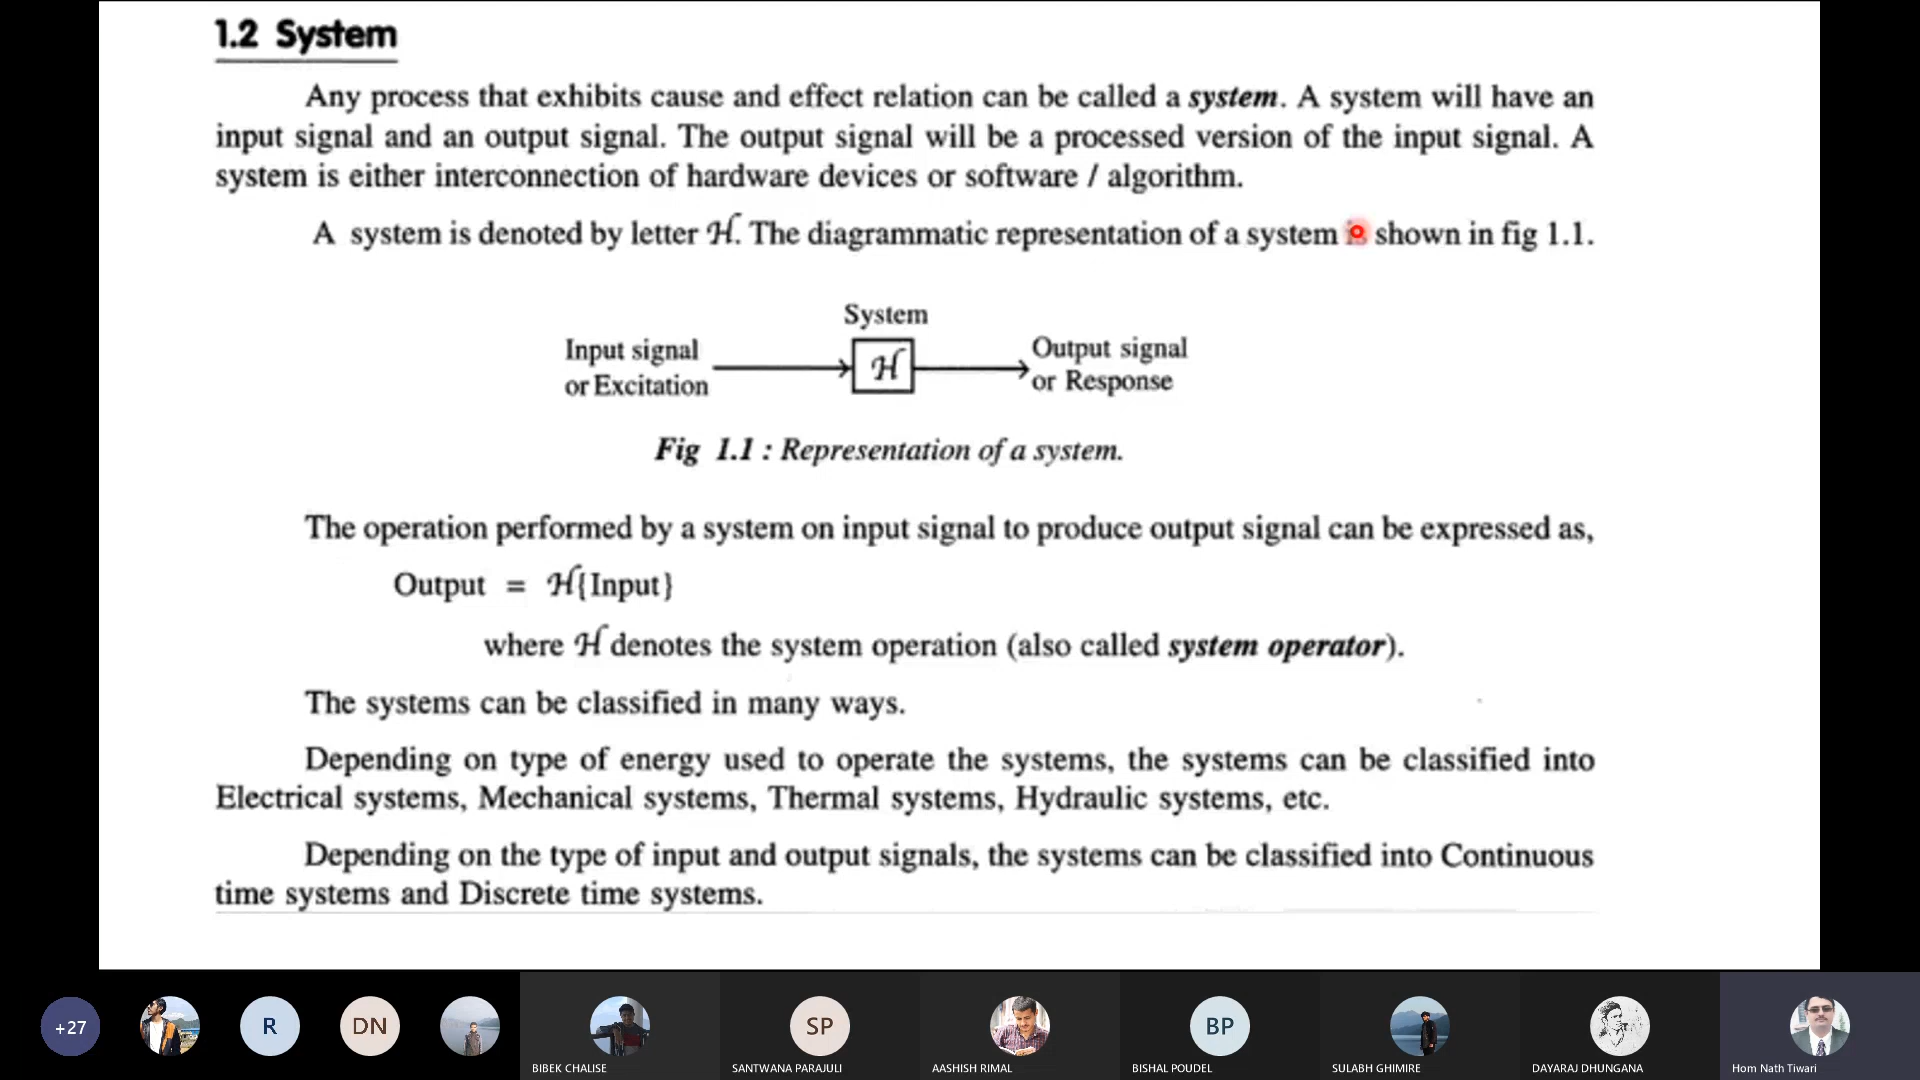 1.2 System
Any process that exhibits cause and effect relation can be called a system. A system will have an
input signal and an output signal. The output signal will be a processed version of the input signal. A
system is either interconnection of hardware devices or software / algorithm.
A system is denoted by letter ℋ. The diagrammatic representation of a system shown in fig 1.1.
System
Input signal
or Excitation
ℋ
Output signal
or Response
Fig 1.1 : Representation of a system.
The operation performed by a system on input signal to produce output signal can be expressed as,
Output = ℋ{Input}
where ℋ denotes the system operation (also called system operator).
The systems can be classified in many ways.
Depending on type of energy used to operate the systems, the systems can be classified into
Electrical systems, Mechanical systems, Thermal systems, Hydraulic systems, etc.
Depending on the type of input and output signals, the systems can be classified into Continuous
time systems and Discrete time systems.
+27
R
DN
SP
BP
BIBEK CHALISE
SANTWANA PARAJULI
AASHISH RIMAL
BISHAL POUDEL
SULABH GHIMIRE
DAYARAJ DHUNGANA
Hom Nath Tiwari